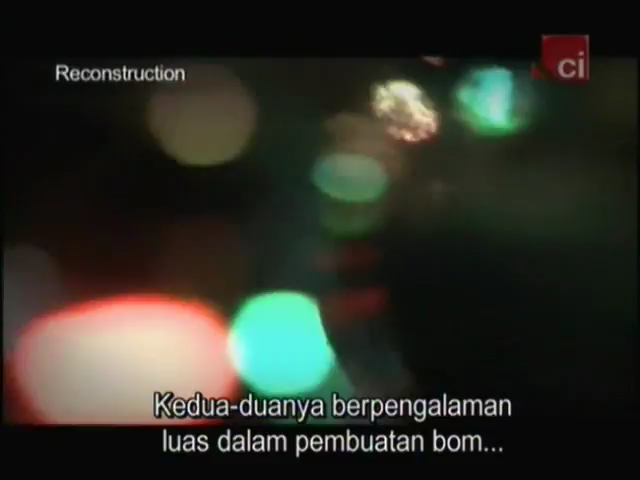 ci
Reconstruction
Kedua-duanya berpengalaman
luas dalam pembuatan bom...